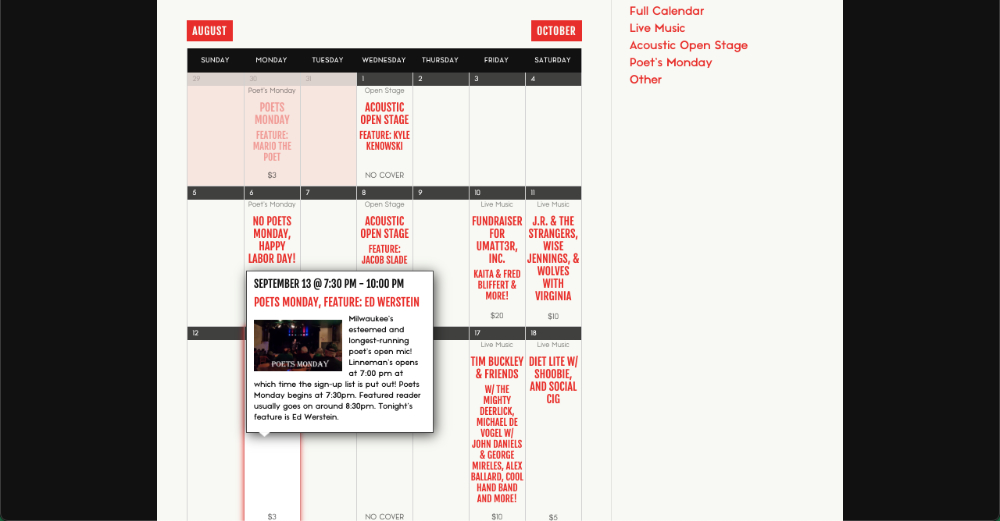 Full Calendar
Live Music
Acoustic Open Stage
Poet's Monday
Other
AUGUST
OCTOBER
SUNDAY MONDAY TUESDAY WEDNESDAY THURSDAY FRIDAY SATURDAY
29 30 31 1 2 3 4
Poet's Monday
POETS
MONDAY
FEATURE:
MARIO THE
POET
$3
Open Stage
ACOUSTIC
OPEN STAGE
FEATURE: KYLE
KENOWSKI
NO COVER
5 6 7 8 9 10 11
Poet's Monday
NO POETS
MONDAY,
HAPPY
LABOR DAY!
Open Stage
ACOUSTIC
OPEN STAGE
FEATURE:
JACOB SLADE
Live Music
FUNDRAISER
FOR
UMATT3R,
INC.
KAITA & FRED
BLIFFERT &
MORE!
$20
Live Music
J.R. & THE
STRANGERS,
WISE
JENNINGS, &
WOLVES
WITH
VIRGINIA
$10
SEPTEMBER 13 @ 7:30 PM - 10:00 PM
POETS MONDAY, FEATURE: ED WERSTEIN
POETS MONDAY
Milwaukee's
esteemed and
longest-running
poet's open mic!
Linneman's opens
at 7:00 pm at
which time the sign-up list is put out! Poets
Monday begins at 7:30pm. Featured reader
usually goes on around 8:30pm. Tonight's
feature is Ed Werstein.
12 17 18
$3
NO COVER
Live Music
TIM BUCKLEY
& FRIENDS
W/ THE
MIGHTY
DEERLICK,
MICHAEL DE
VOGEL W/
JOHN DANIELS
& GEORGE
MIRELES, ALEX
BALLARD, COOL
HAND BAND
AND MORE!
$10
Live Music
DIET LITE W/
SHOOBIE,
AND SOCIAL
CIG
$5